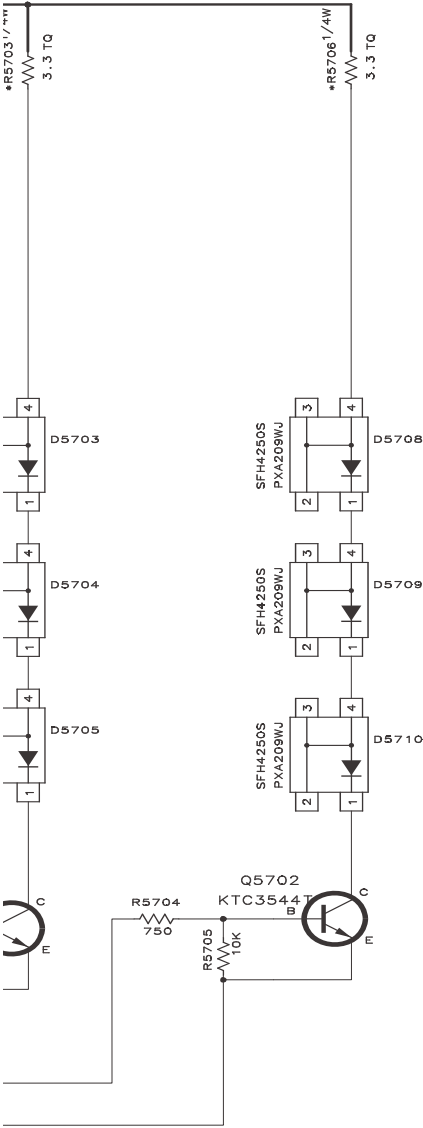 *R5703 1/4W
3.3 TQ
*R5706 1/4W
3.3 TQ
4
D5703
1
4
D5704
1
4
D5705
1
SFH4250S
PXA209WJ
3
4
D5708
2
1
SFH4250S
PXA209WJ
3
4
D5709
2
1
SFH4250S
PXA209WJ
3
4
D5710
2
1
C
E
R5704
750
R5705
10K
Q5702
KTC3544T
B
C
E